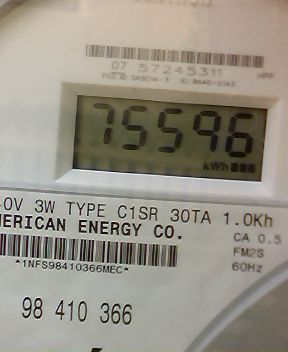 07 57245311
HPP
75596
kWh
.0V 3W TYPE C1SR 30TA 1.0Kh
MERICAN ENERGY CO.
CA 0.5
FM2S
*1NFS98410366MEC*
60Hz
98 410 366